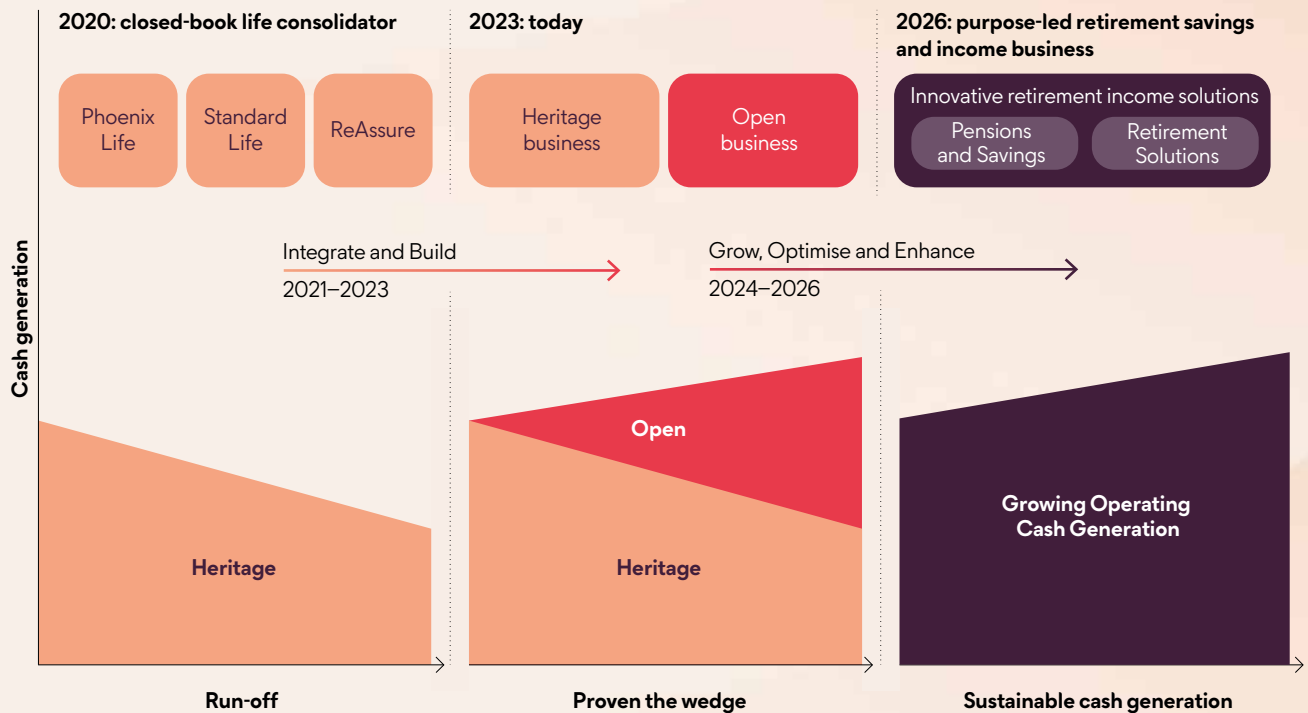 2020: closed-book life consolidator
2023: today
2026: purpose-led retirement savings
and income business
Phoenix
Life
Standard
Life
ReAssure
Heritage
business
Open
business
Innovative retirement income solutions
Pensions
and Savings
Retirement
Solutions
Integrate and Build
2021–2023
Grow, Optimise and Enhance
2024–2026
Cash generation
Heritage
Open
Heritage
Growing Operating
Cash Generation
Run-off
Proven the wedge
Sustainable cash generation